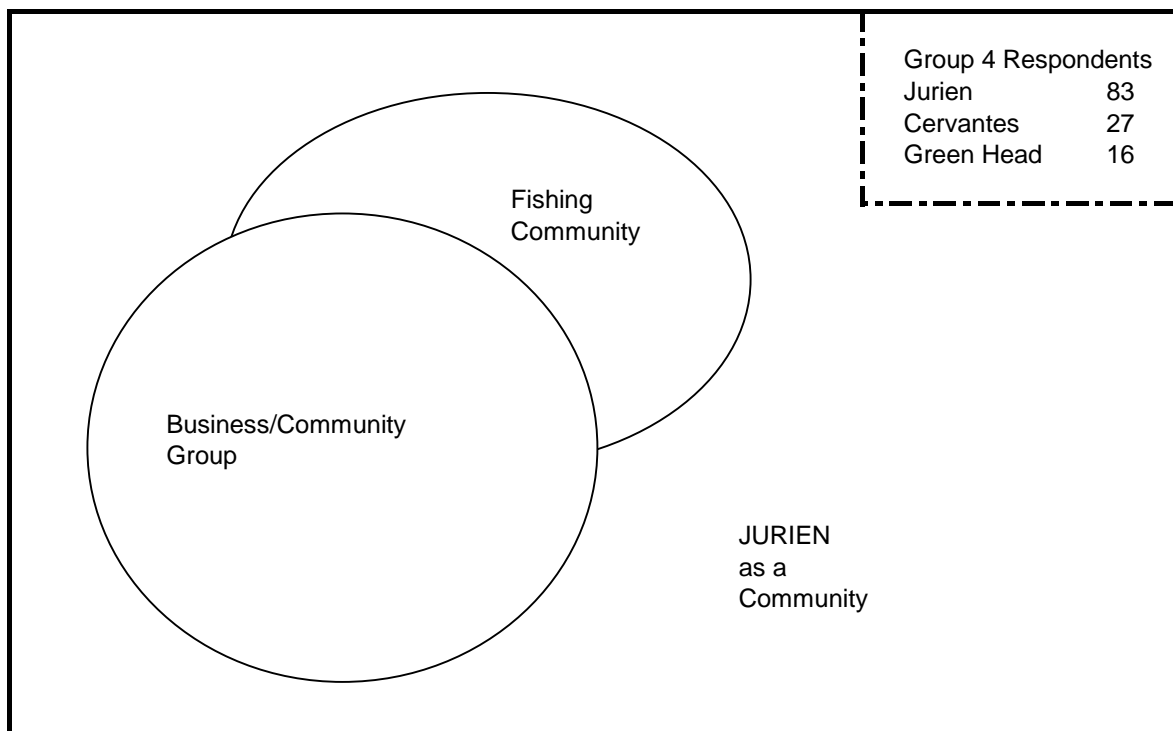 Group 4 Respondents
Jurien 83
Cervantes 27
Green Head 16
Fishing
Community
Business/Community
Group
JURIEN
as a
Community